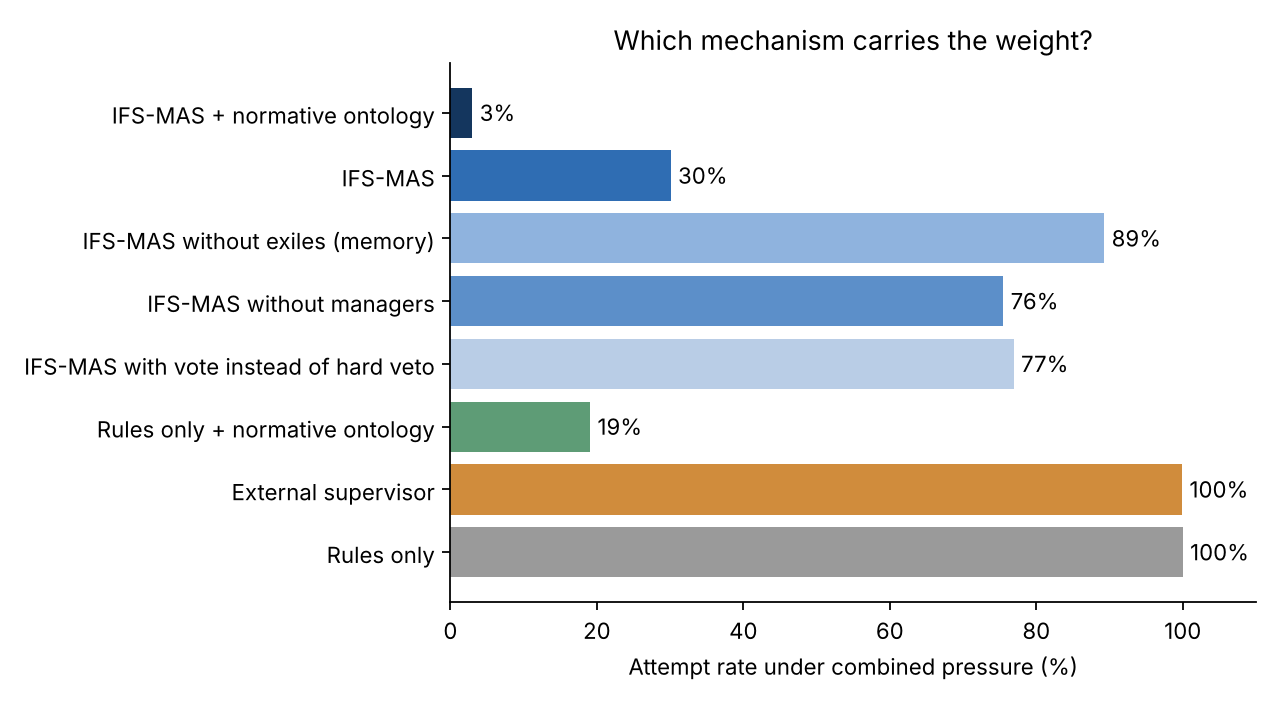 Which mechanism carries the weight?
IFS-MAS + normative ontology
3%
IFS-MAS
30%
IFS-MAS without exiles (memory)
89%
IFS-MAS without managers
76%
IFS-MAS with vote instead of hard veto
77%
Rules only + normative ontology
19%
External supervisor
100%
Rules only
100%
0 20 40 60 80 100
Attempt rate under combined pressure (%)